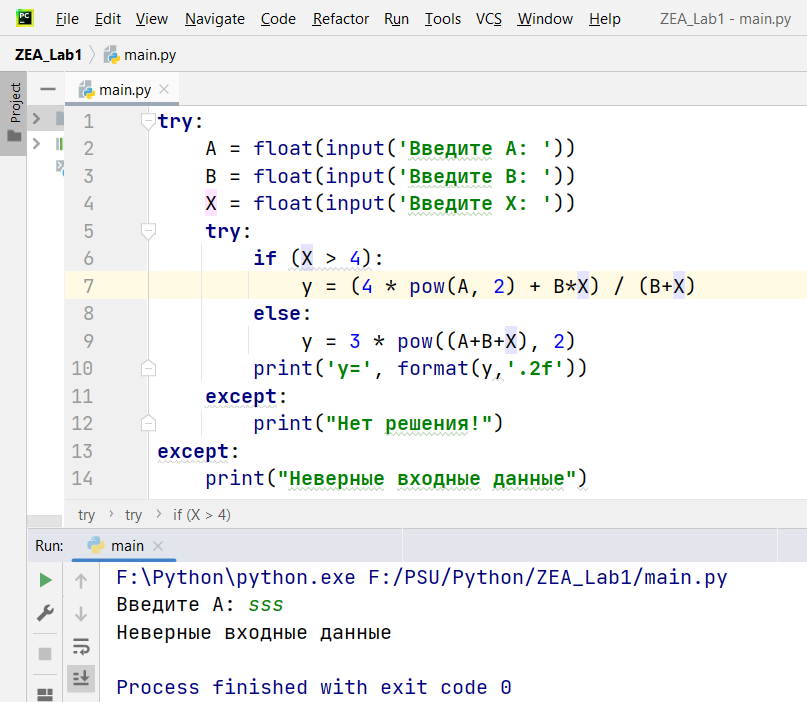 PC File Edit View Navigate Code Refactor Run Tools VCS Window Help ZEA_Lab1 - main.py
ZEA_Lab1 main.py
Project
main.py
1 try:
2 A = float(input('Введите A: '))
3 B = float(input('Введите B: '))
4 X = float(input('Введите X: '))
5 try:
6 if (X > 4):
7 y = (4 * pow(A, 2) + B*X) / (B+X)
8 else:
9 y = 3 * pow((A+B+X), 2)
10 print('y=', format(y,'.2f'))
11 except:
12 print("Нет решения!")
13 except:
14 print("Неверные входные данные")
try > try > if (X > 4)
Run: main
F:\Python\python.exe F:/PSU/Python/ZEA_Lab1/main.py
Введите A: sss
Неверные входные данные
Process finished with exit code 0